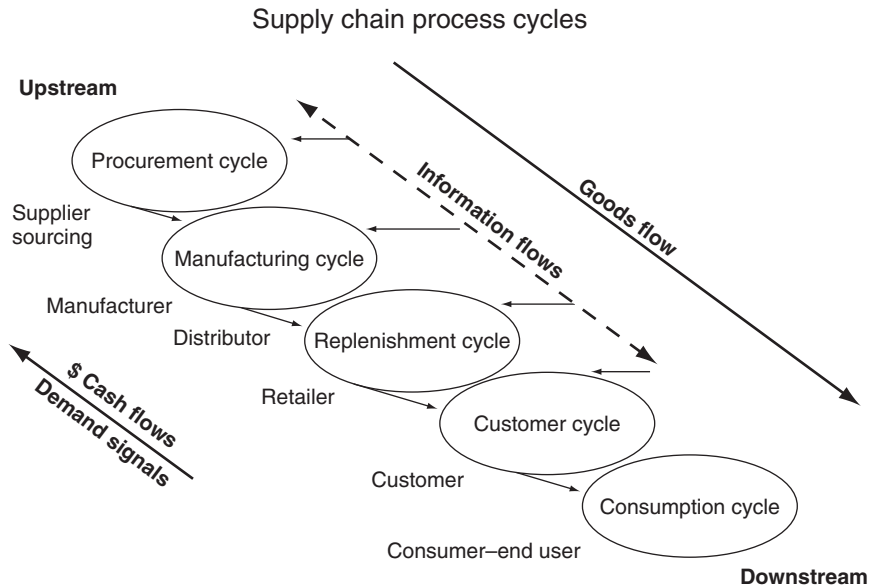 Supply chain process cycles
Upstream
Procurement cycle
Supplier
sourcing
Information flows
Goods flow
Manufacturing cycle
Manufacturer
Distributor
Replenishment cycle
$ Cash flows
Demand signals
Retailer
Customer cycle
Customer
Consumption cycle
Consumer–end user
Downstream